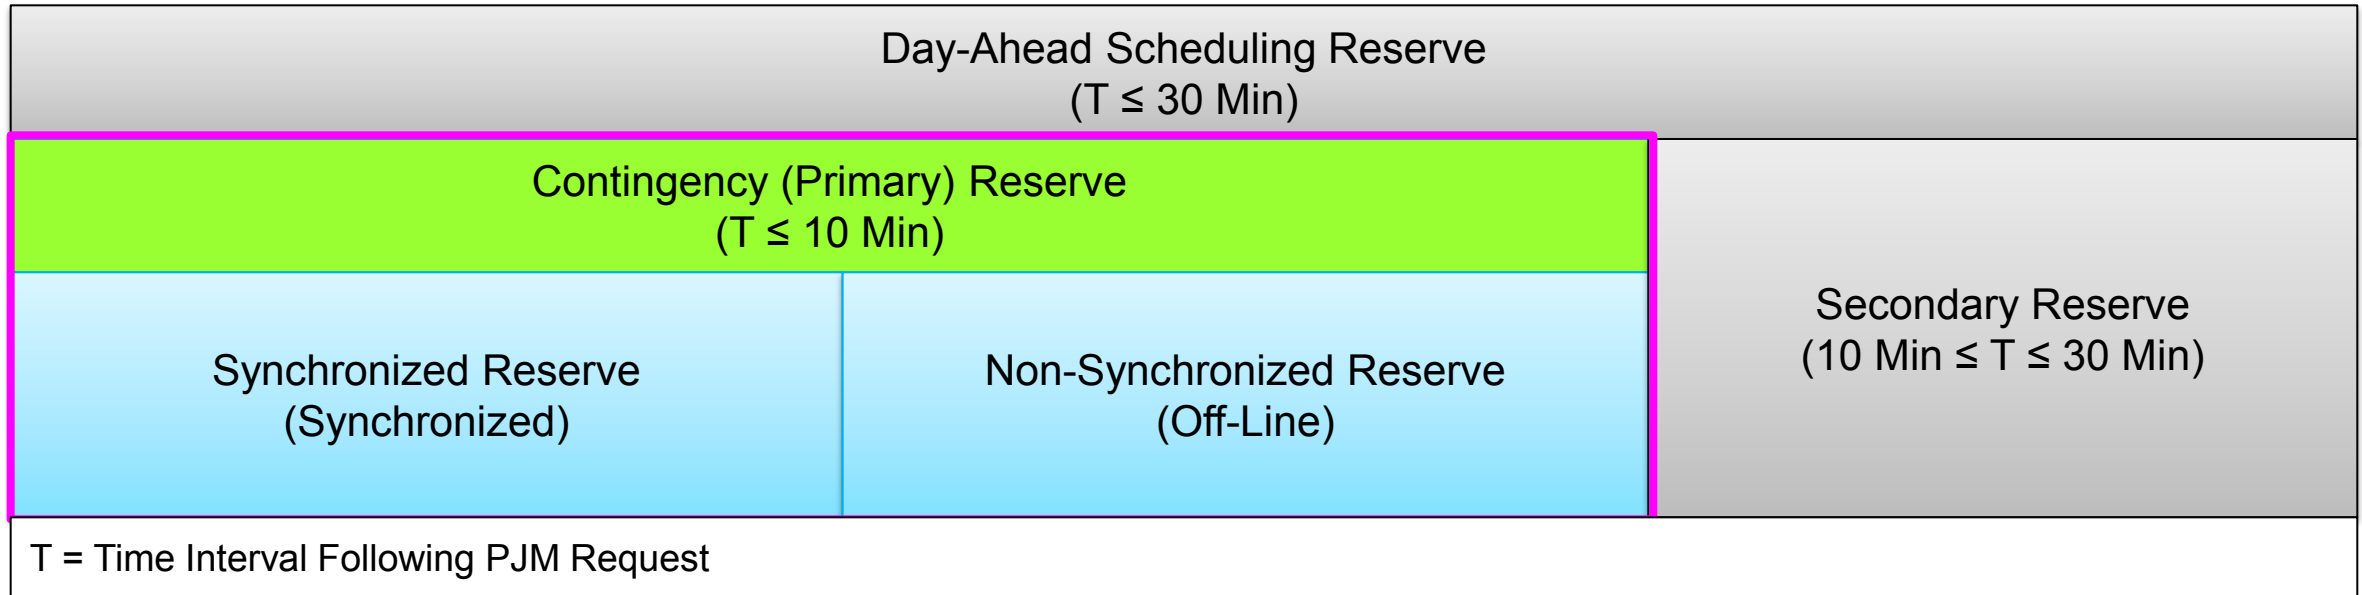 Day-Ahead Scheduling Reserve
(T ≤ 30 Min)
Contingency (Primary) Reserve
(T ≤ 10 Min)
Synchronized Reserve
(Synchronized)
Non-Synchronized Reserve
(Off-Line)
Secondary Reserve
(10 Min ≤ T ≤ 30 Min)
T = Time Interval Following PJM Request